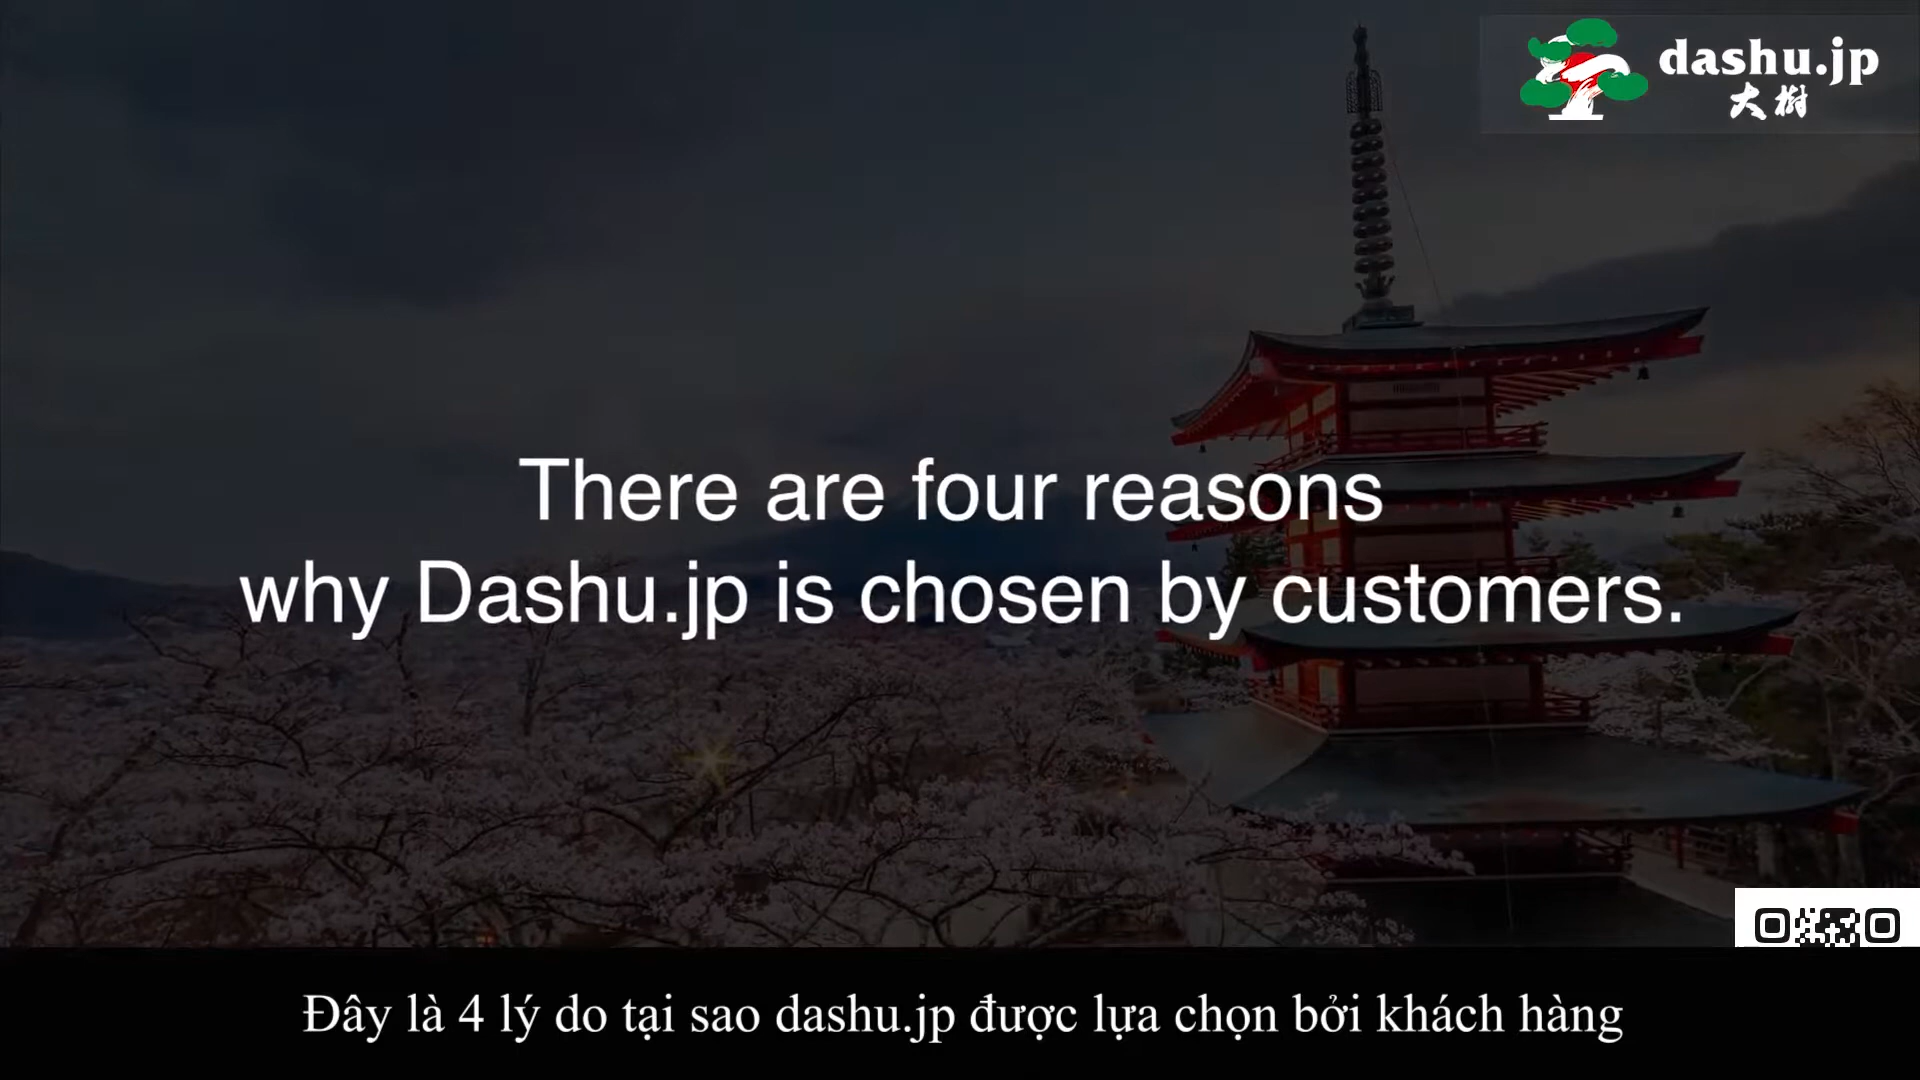 dashu.jp
大樹
There are four reasons
why Dashu.jp is chosen by customers.
Đây là 4 lý do tại sao dashu.jp được lựa chọn bởi khách hàng